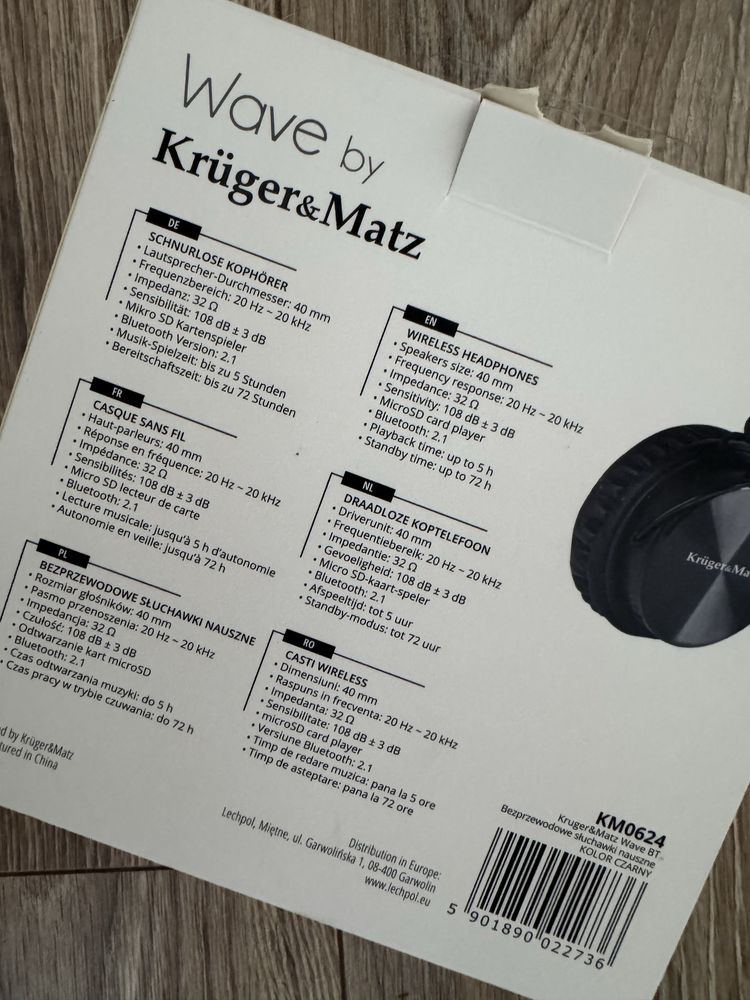 Wave by
Krüger&Matz
DE
SCHNURLOSE KOPHÖRER
• Lautsprecher-Durchmesser: 40 mm
• Frequenzbereich: 20 Hz ~ 20 kHz
• Impedanz: 32 Ω
• Sensibilität: 108 dB ± 3 dB
• Mikro SD Kartenspieler
• Bluetooth Version: 2.1
• Musik-Spielzeit: bis zu 5 Stunden
• Bereitschaftszeit: bis zu 72 Stunden
EN
WIRELESS HEADPHONES
• Speakers size: 40 mm
• Frequency response: 20 Hz ~ 20 kHz
• Impedance: 32 Ω
• Sensitivity: 108 dB ± 3 dB
• MicroSD card player
• Bluetooth: 2.1
• Playback time: up to 5 h
• Standby time: up to 72 h
FR
CASQUE SANS FIL
• Haut-parleurs: 40 mm
• Réponse en fréquence: 20 Hz ~ 20 kHz
• Impédance: 32 Ω
• Sensibilités: 108 dB ± 3 dB
• Micro SD lecteur de carte
• Bluetooth: 2.1
• Lecture musicale: jusqu'à 5 h d'autonomie
• Autonomie en veille: jusqu'à 72 h
NL
DRAADLOZE KOPTELEFOON
• Driverunit: 40 mm
• Frequentiebereik: 20 Hz ~ 20 kHz
• Impedantie: 32 Ω
• Gevoeligheid: 108 dB ± 3 dB
• Micro SD-kaart-speler
• Bluetooth: 2.1
• Afspeeltijd: tot 5 uur
• Standby-modus: tot 72 uur
PL
BEZPRZEWODOWE SŁUCHAWKI NAUSZNE
• Rozmiar głośników: 40 mm
• Pasmo przenoszenia: 20 Hz ~ 20 kHz
Impedancja: 32 Ω
• Czułość: 108 dB ± 3 dB
• Odtwarzanie kart microSD
• Bluetooth: 2.1
• Czas odtwarzania muzyki: do 5 h
• Czas pracy w trybie czuwania: do 72 h
RO
CASTI WIRELESS
• Dimensiuni: 40 mm
• Raspuns in frecventa: 20 Hz ~ 20 kHz
• Impedanta: 32 Ω
• Sensibilitate: 108 dB ± 3 dB
• microSD card player
• Versiune Bluetooth: 2.1
• Timp de redare muzica: pana la 5 ore
• Timp de asteptare: pana la 72 ore
Krüger&Ma
ed by Krüger&Matz
tured in China
Distribution in Europe:
Lechpol, Miętne, ul. Garwolińska 1, 08-400 Garwolin
www.lechpol.eu
KM0624
Kruger&Matz Wave BT
Bezprzewodowe słuchawki nauszne
KOLOR CZARNY
5 901890 022736